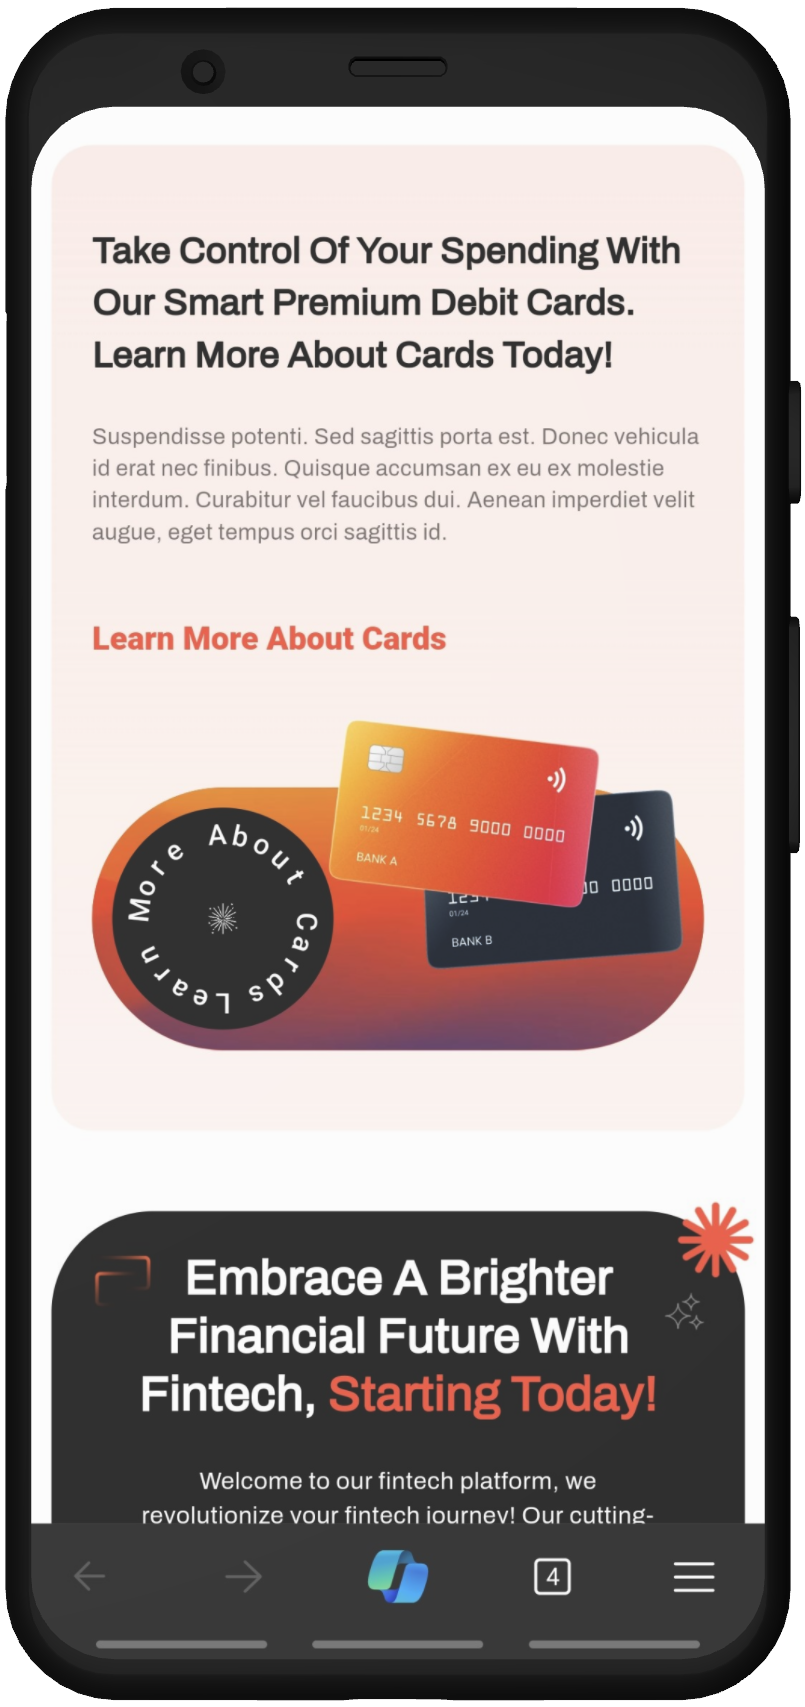 Take Control Of Your Spending With
Our Smart Premium Debit Cards.
Learn More About Cards Today!
Suspendisse potenti. Sed sagittis porta est. Donec vehicula
id erat nec finibus. Quisque accumsan ex eu ex molestie
interdum. Curabitur vel faucibus dui. Aenean imperdiet velit
augue, eget tempus orci sagittis id.
Learn More About Cards
Learn More About Cards
1234 5678 9000 0000
01/24
BANK A
1234
00 0000
01/24
BANK B
Embrace A Brighter
Financial Future With
Fintech, Starting Today!
Welcome to our fintech platform, we
revolutionize your fintech journey! Our cutting-
4